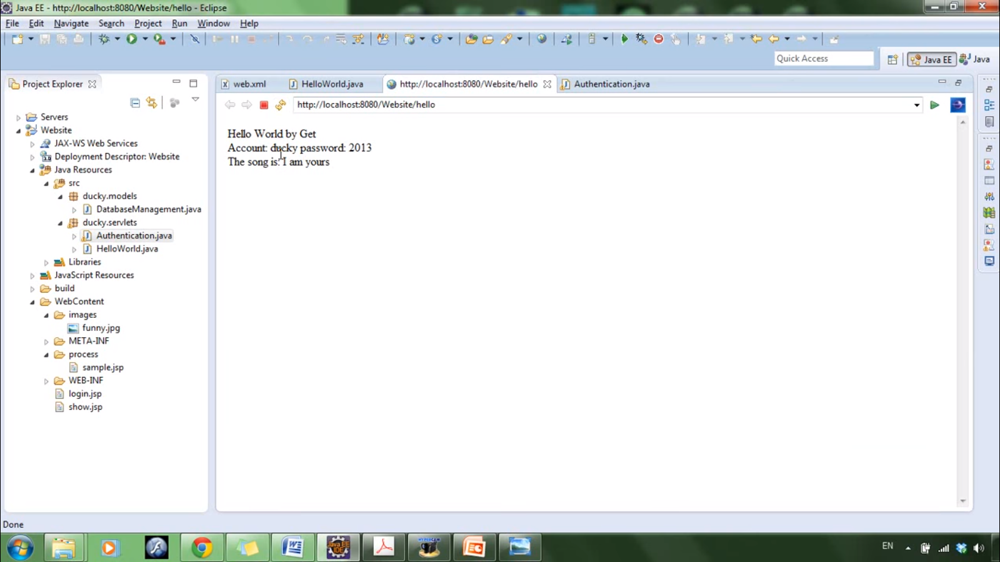 Java EE - http://localhost:8080/Website/hello - Eclipse
File Edit Navigate Search Project Run Window Help
Quick Access
Java EE
Java
Project Explorer
web.xml
HelloWorld.java
http://localhost:8080/Website/hello
Authentication.java
http://localhost:8080/Website/hello
Servers
Website
JAX-WS Web Services
Deployment Descriptor: Website
Java Resources
src
ducky.models
DatabaseManagement.java
ducky.servlets
Authentication.java
HelloWorld.java
Libraries
JavaScript Resources
build
WebContent
images
funny.jpg
META-INF
process
sample.jsp
WEB-INF
login.jsp
show.jsp
Hello World by Get
Account: ducky password: 2013
The song is: I am yours
Done
Java EE
IDE
HYPERCAM
EN